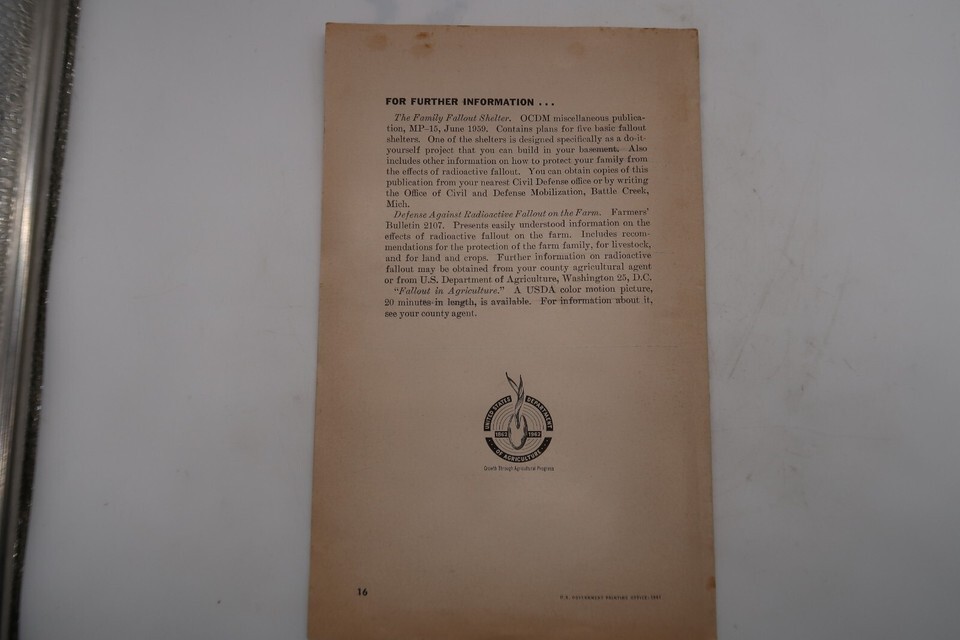 FOR FURTHER INFORMATION ...
The Family Fallout Shelter. OCDM miscellaneous publica-
tion, MP-15, June 1959. Contains plans for five basic fallout
shelters. One of the shelters is designed specifically as a do-it-
yourself project that you can build in your basement. Also
includes other information on how to protect your family from
the effects of radioactive fallout. You can obtain copies of this
publication from your nearest Civil Defense office or by writing
the Office of Civil and Defense Mobilization, Battle Creek,
Mich.
Defense Against Radioactive Fallout on the Farm. Farmers'
Bulletin 2107. Presents easily understood information on the
effects of radioactive fallout on the farm. Includes recom-
mendations for the protection of the farm family, for livestock,
and for land and crops. Further information on radioactive
fallout may be obtained from your county agricultural agent
or from U.S. Department of Agriculture, Washington 25, D.C.
"Fallout in Agriculture." A USDA color motion picture,
20 minutes in length, is available. For information about it,
see your county agent.
UNITED STATES DEPARTMENT
1862 1962
OF AGRICULTURE
Growth Through Agricultural Progress
16
U.S. GOVERNMENT PRINTING OFFICE: 1961